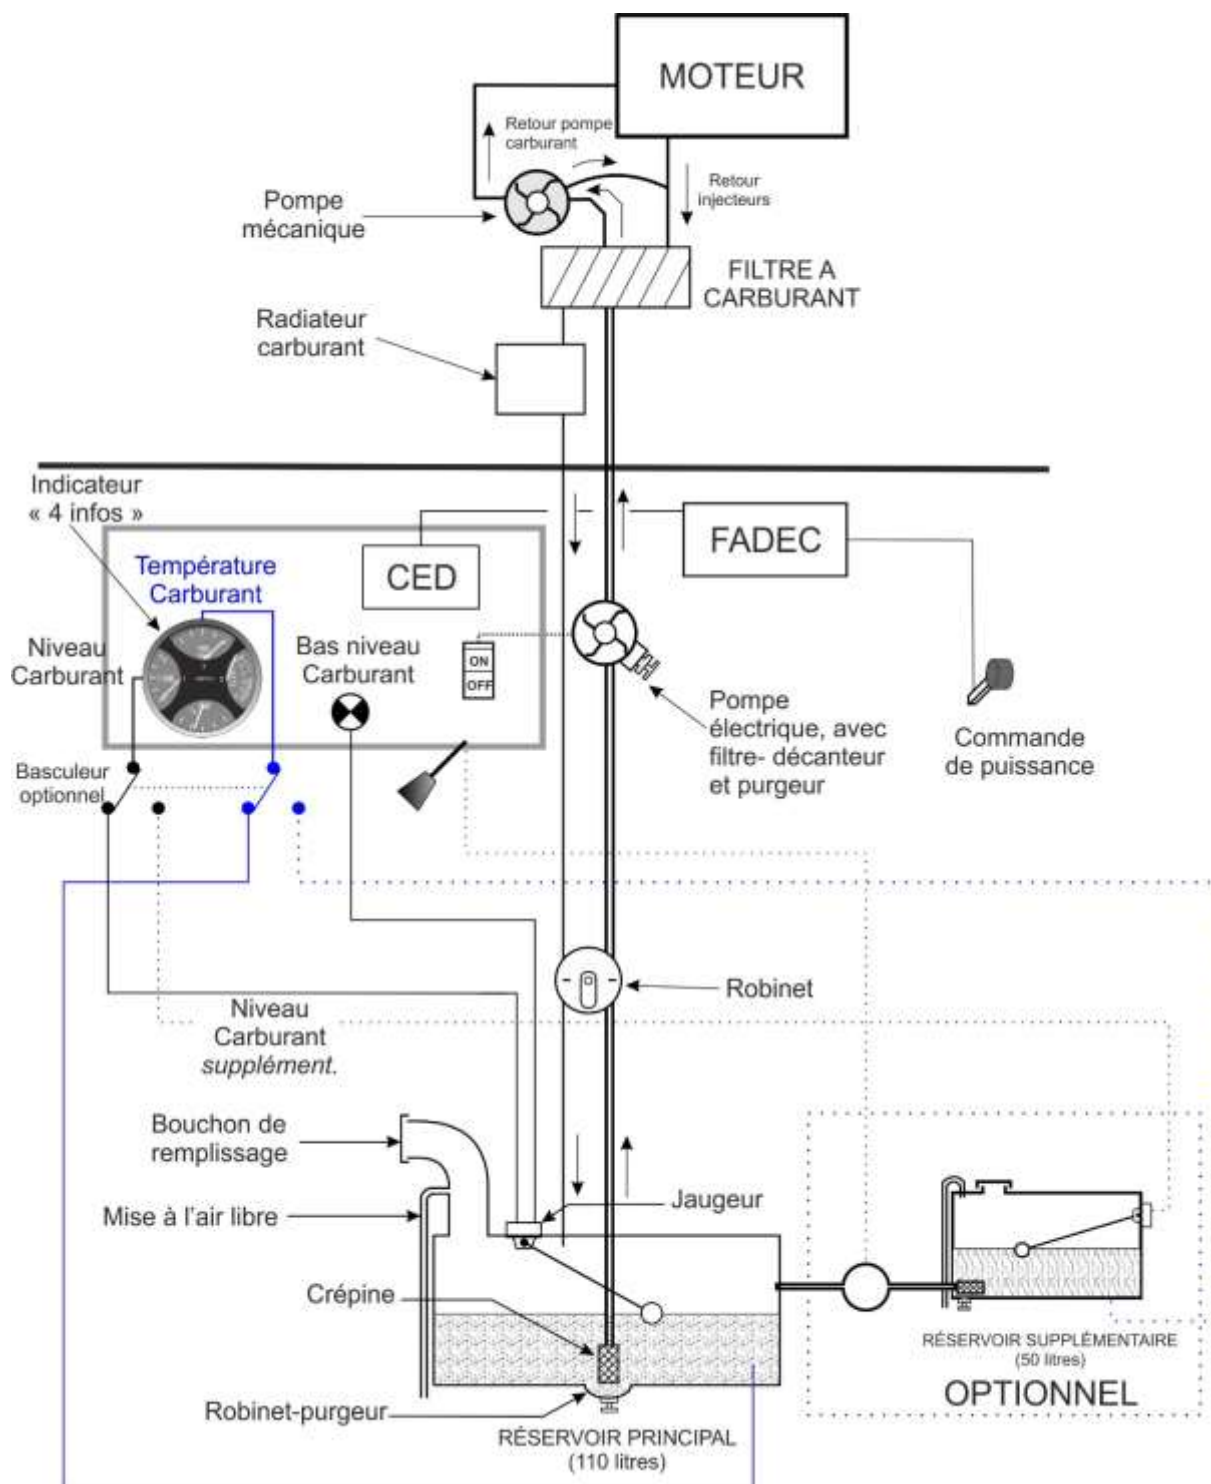 MOTEUR
Retour pompe
carburant
Retour
injecteurs
Pompe
mécanique
FILTRE A
CARBURANT
Radiateur
carburant
Indicateur
« 4 infos »
FADEC
CED
Température
Carburant
Niveau
Carburant
Bas niveau
Carburant
ON
OFF
Pompe
électrique, avec
filtre- décanteur
et purgeur
Commande
de puissance
Basculeur
optionnel
Robinet
Niveau
Carburant
supplément.
Bouchon de
remplissage
Mise à l'air libre
Jaugeur
Crépine
Robinet-purgeur
RÉSERVOIR PRINCIPAL
(110 litres)
RÉSERVOIR SUPPLÉMENTAIRE
(50 litres)
OPTIONNEL